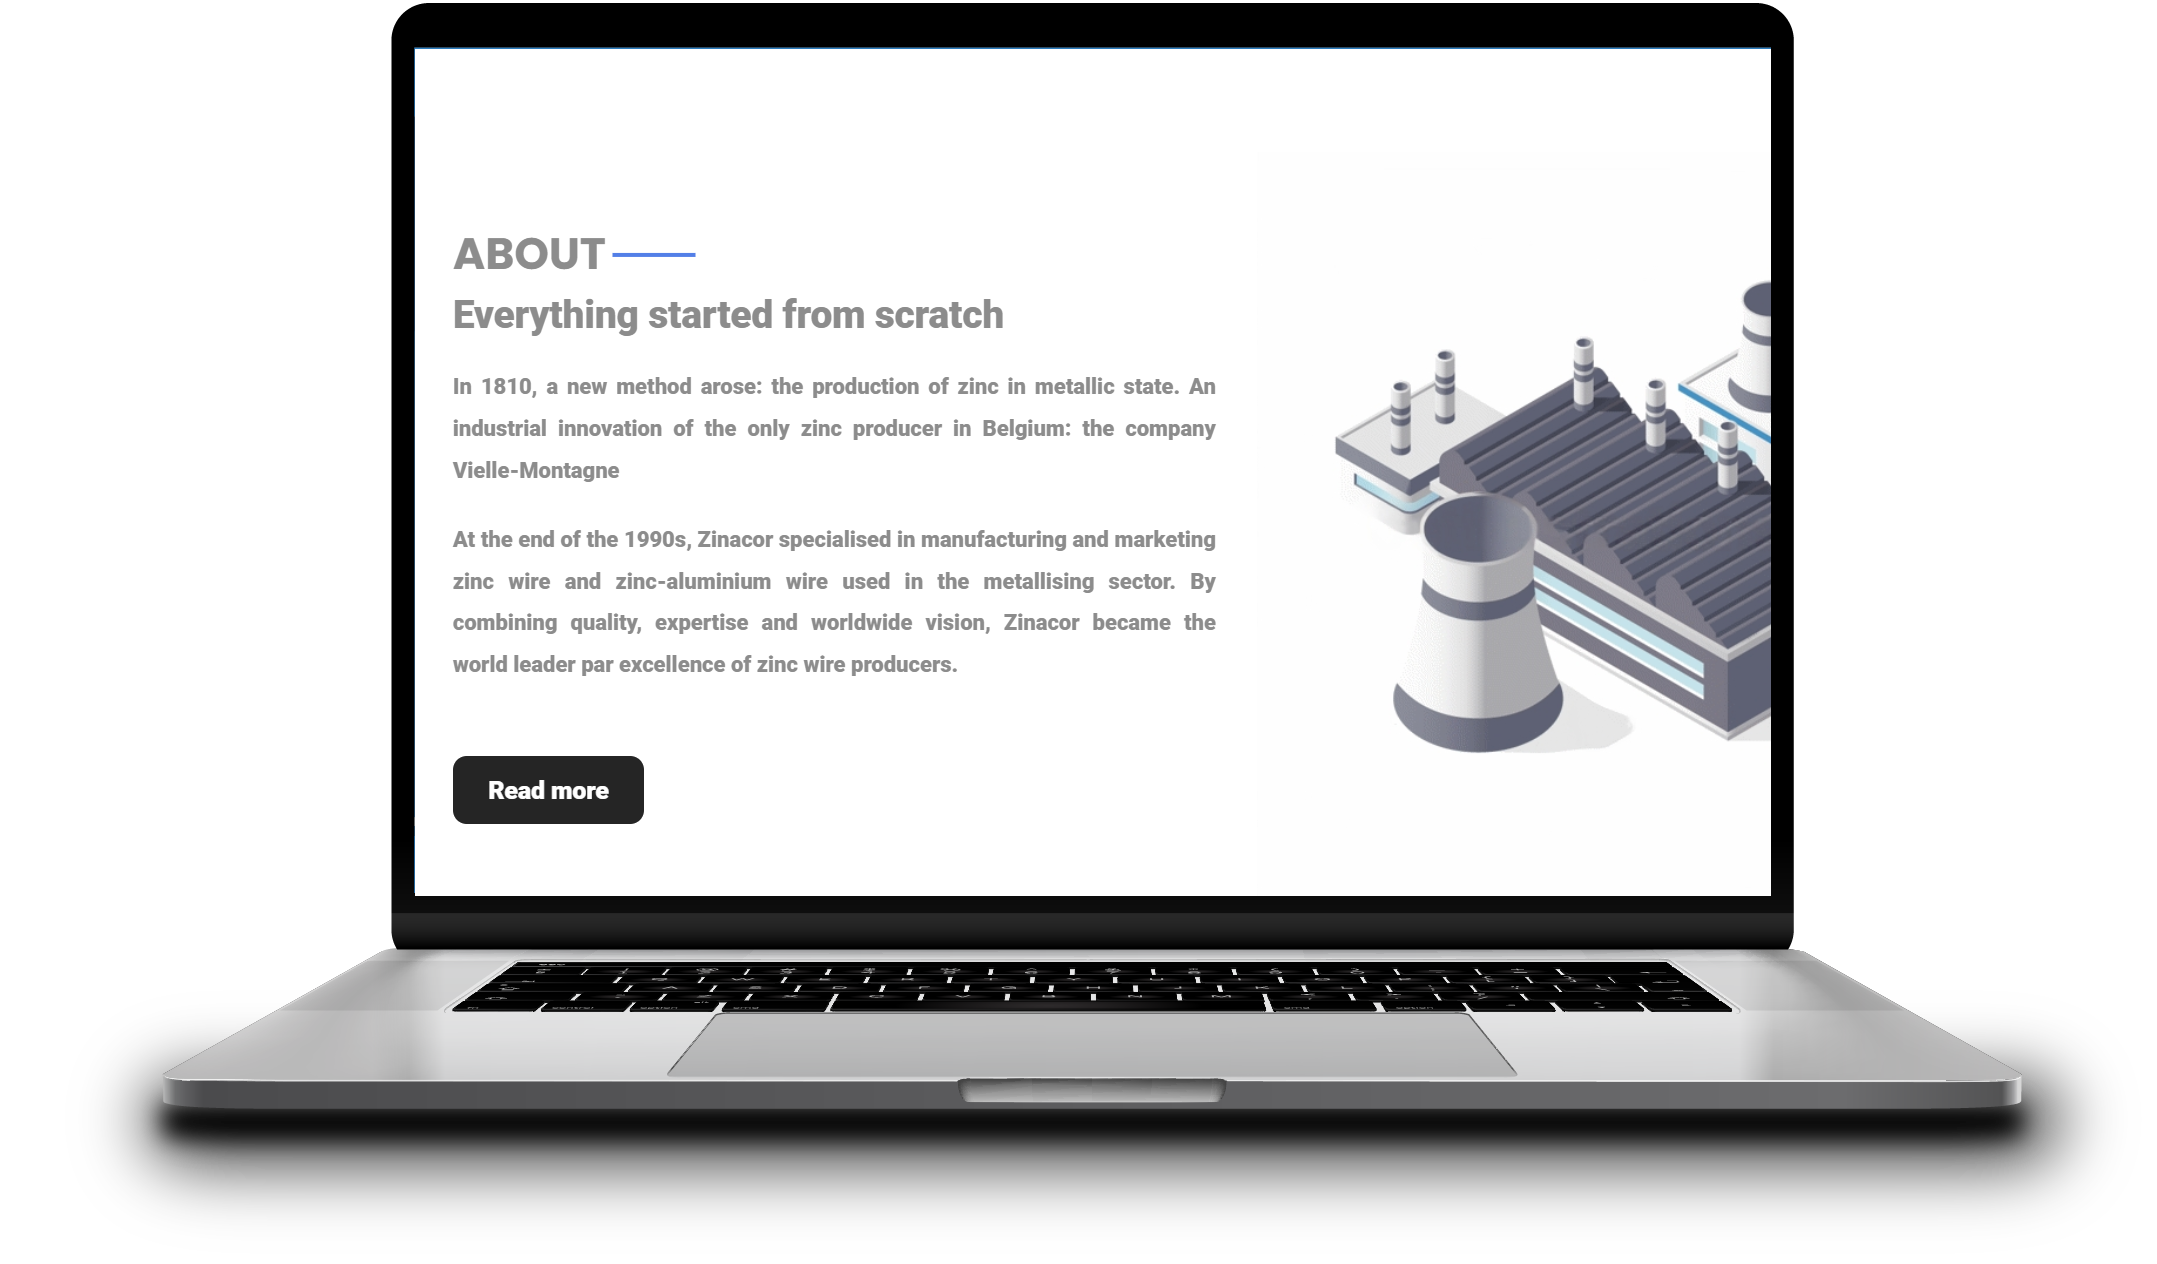 ABOUT
Everything started from scratch
In 1810, a new method arose: the production of zinc in metallic state. An
industrial innovation of the only zinc producer in Belgium: the company
Vielle-Montagne
At the end of the 1990s, Zinacor specialised in manufacturing and marketing
zinc wire and zinc-aluminium wire used in the metallising sector. By
combining quality, expertise and worldwide vision, Zinacor became the
world leader par excellence of zinc wire producers.
Read more